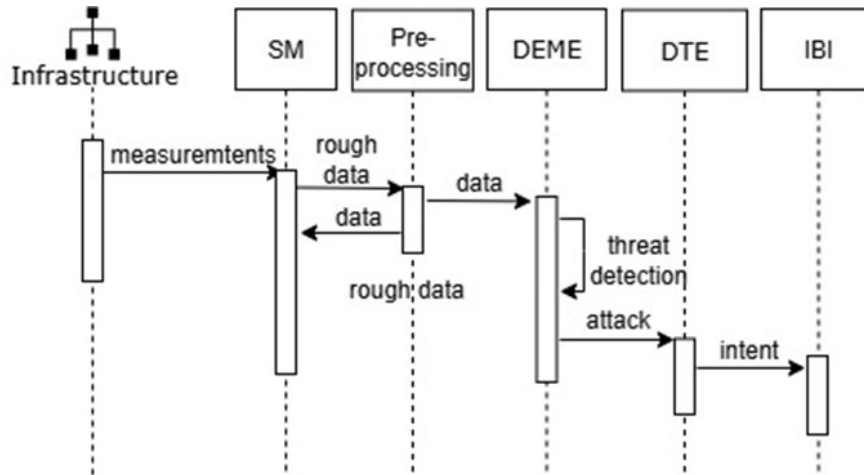 Infrastructure
SM
Pre-
processing
DEME
DTE
IBI
measuremtents
rough
data
data
data
threat
detection
rough data
attack
intent